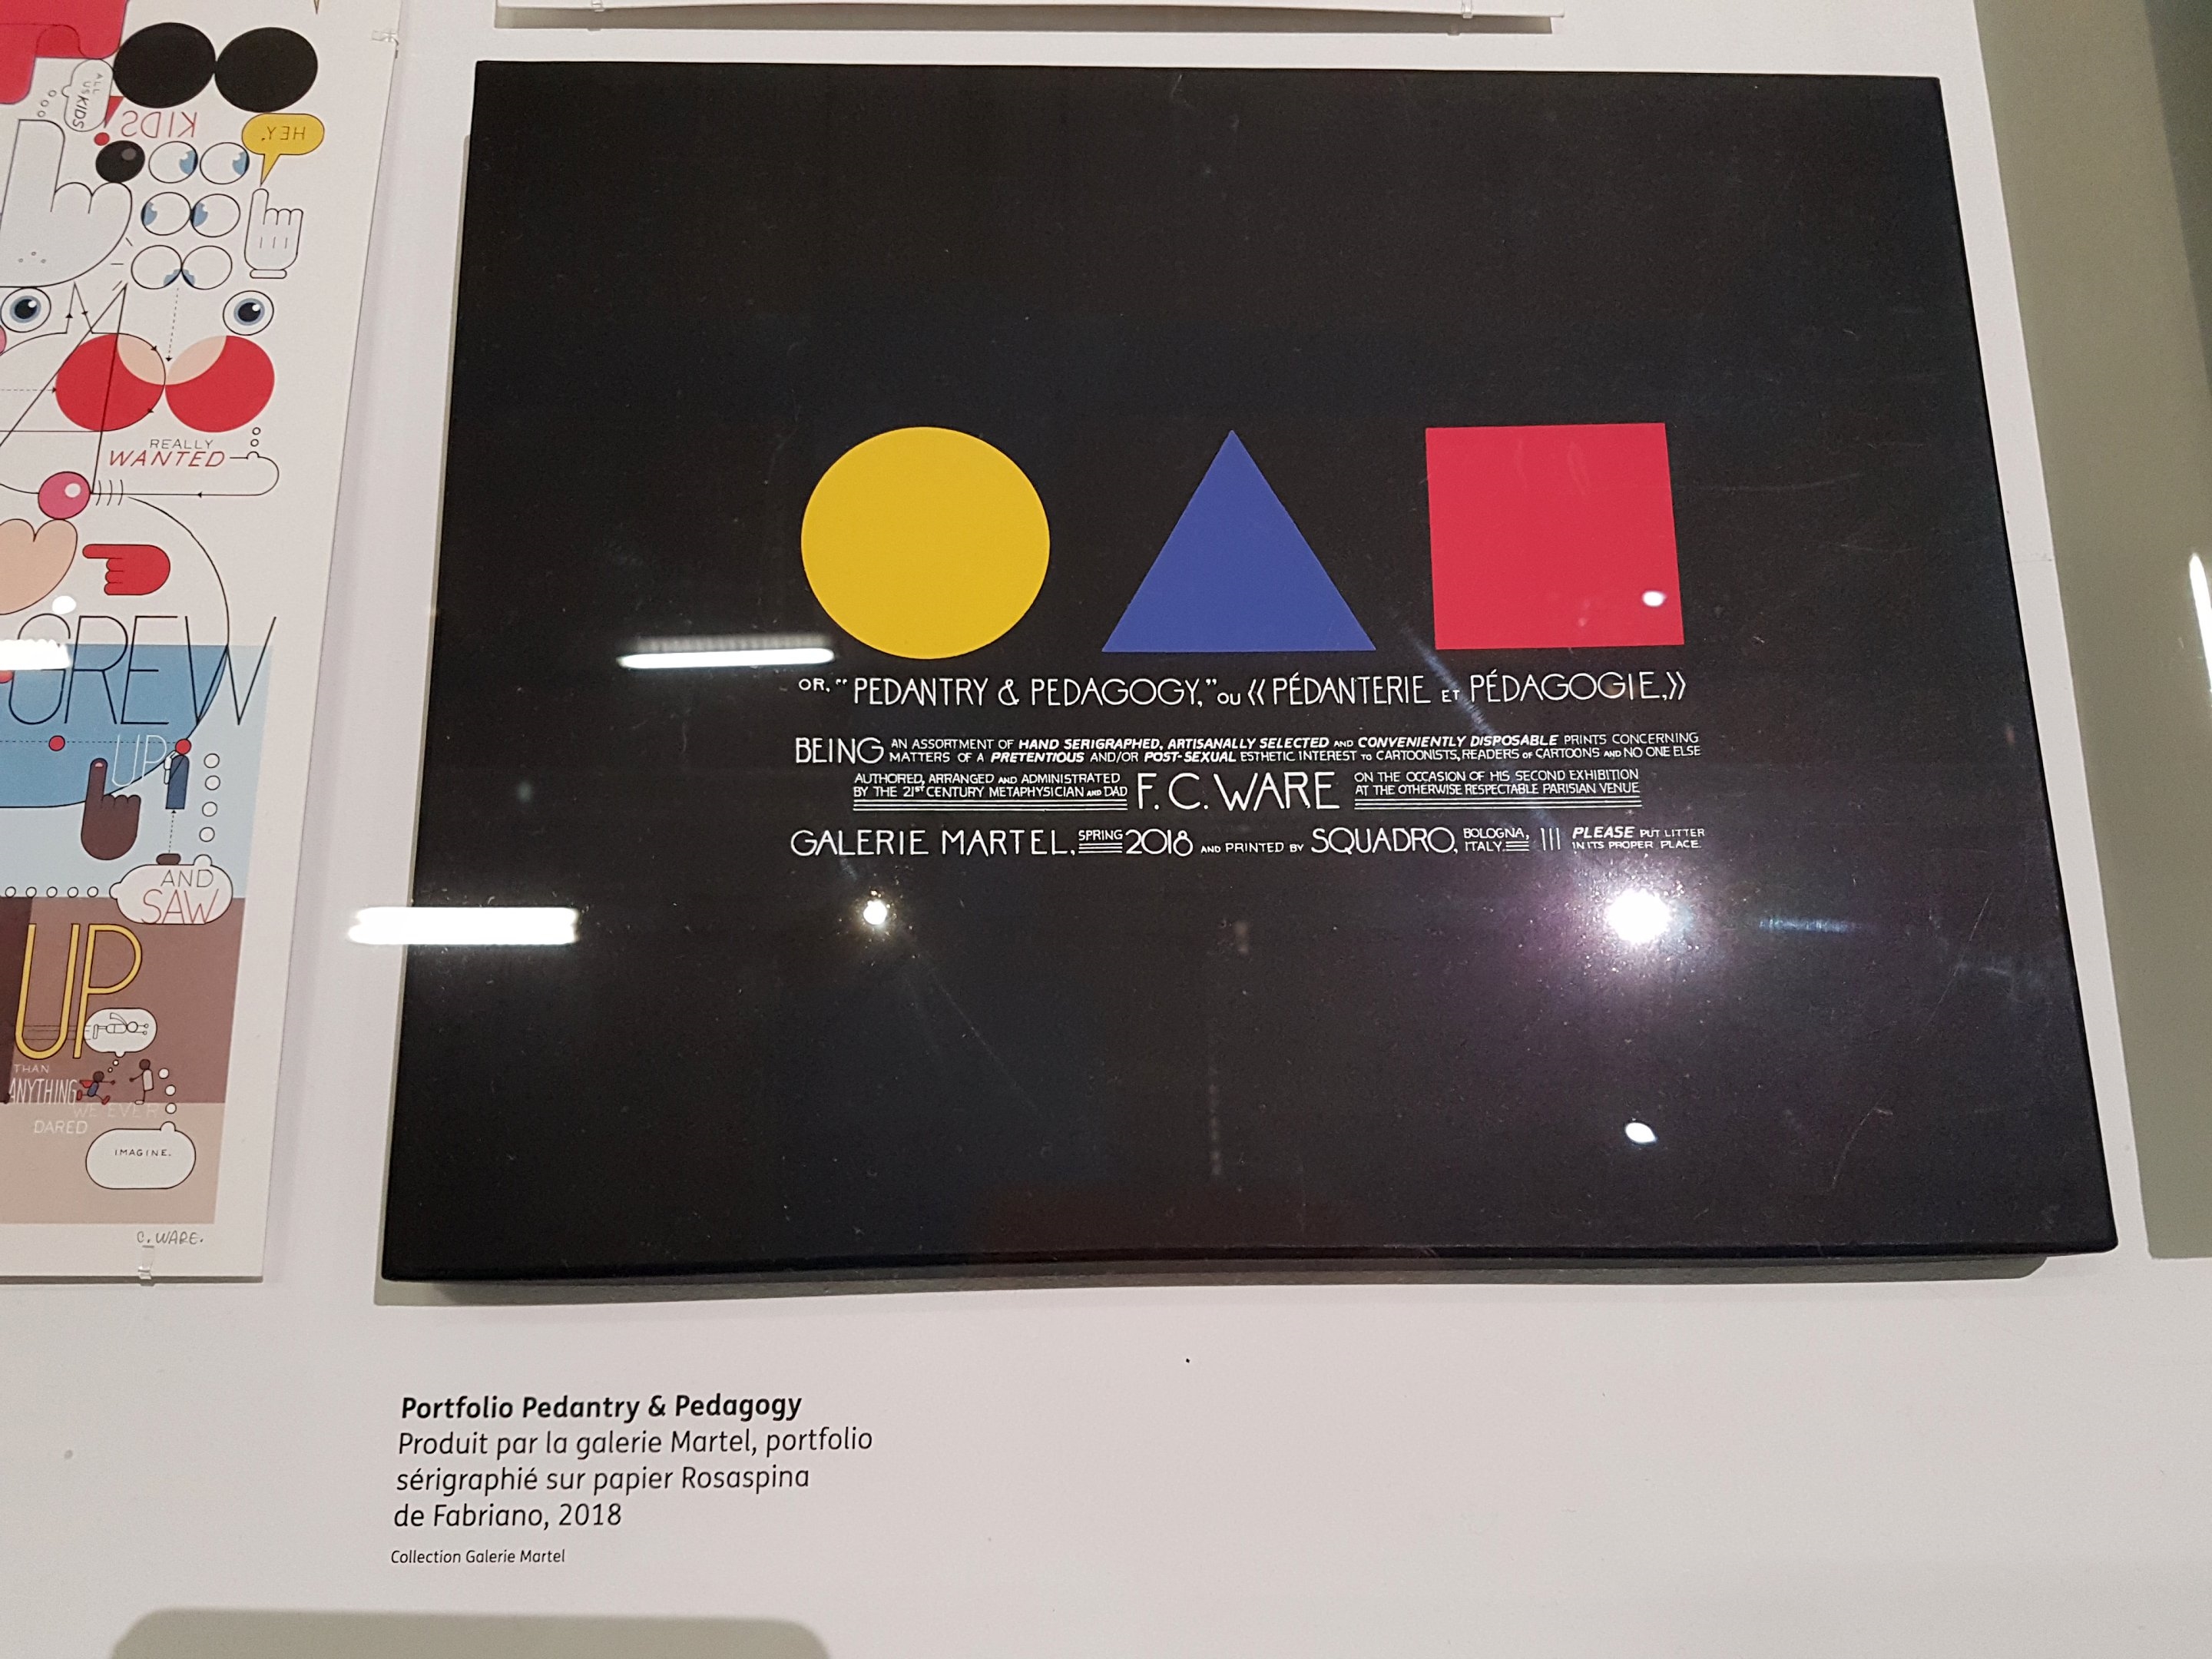 ALL
US KIDS
KIDS
HEY.
REALLY
WANTED
GREW
UP,
AND
SAW
UP
THAN
ANYTHING
WE EVER
DARED
IMAGINE.
C. WARE.
OR, “PEDANTRY & PEDAGOGY,” OU ⟪PÉDANTERIE ET PÉDAGOGIE,⟫
BEING AN ASSORTMENT OF HAND SERIGRAPHED, ARTISANALLY SELECTED AND CONVENIENTLY DISPOSABLE PRINTS CONCERNING
MATTERS OF A PRETENTIOUS AND/OR POST-SEXUAL ESTHETIC INTEREST TO CARTOONISTS, READERS OF CARTOONS AND NO ONE ELSE
AUTHORED, ARRANGED AND ADMINISTRATED
BY THE 21ST CENTURY METAPHYSICIAN AND DAD
F. C. WARE
ON THE OCCASION OF HIS SECOND EXHIBITION
AT THE OTHERWISE RESPECTABLE PARISIAN VENUE
GALERIE MARTEL, SPRING 2018 AND PRINTED BY SQUADRO, BOLOGNA, ITALY. PLEASE PUT LITTER
IN ITS PROPER PLACE.
Portfolio Pedantry & Pedagogy
Produit par la galerie Martel, portfolio
sérigraphié sur papier Rosaspina
de Fabriano, 2018
Collection Galerie Martel